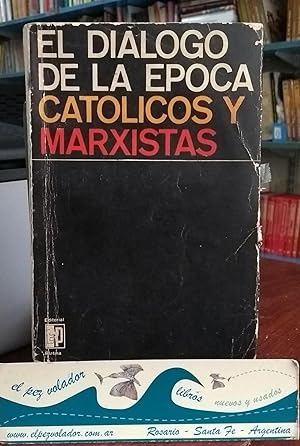 EL DIALOGO
DE LA EPOCA
CATOLICOS Y
MARXISTAS
Editorial
Platina
el pez volador
libros
nuevos y usados
www.elpezvolador.com.ar
Rosario - Santa Fe - Argentina